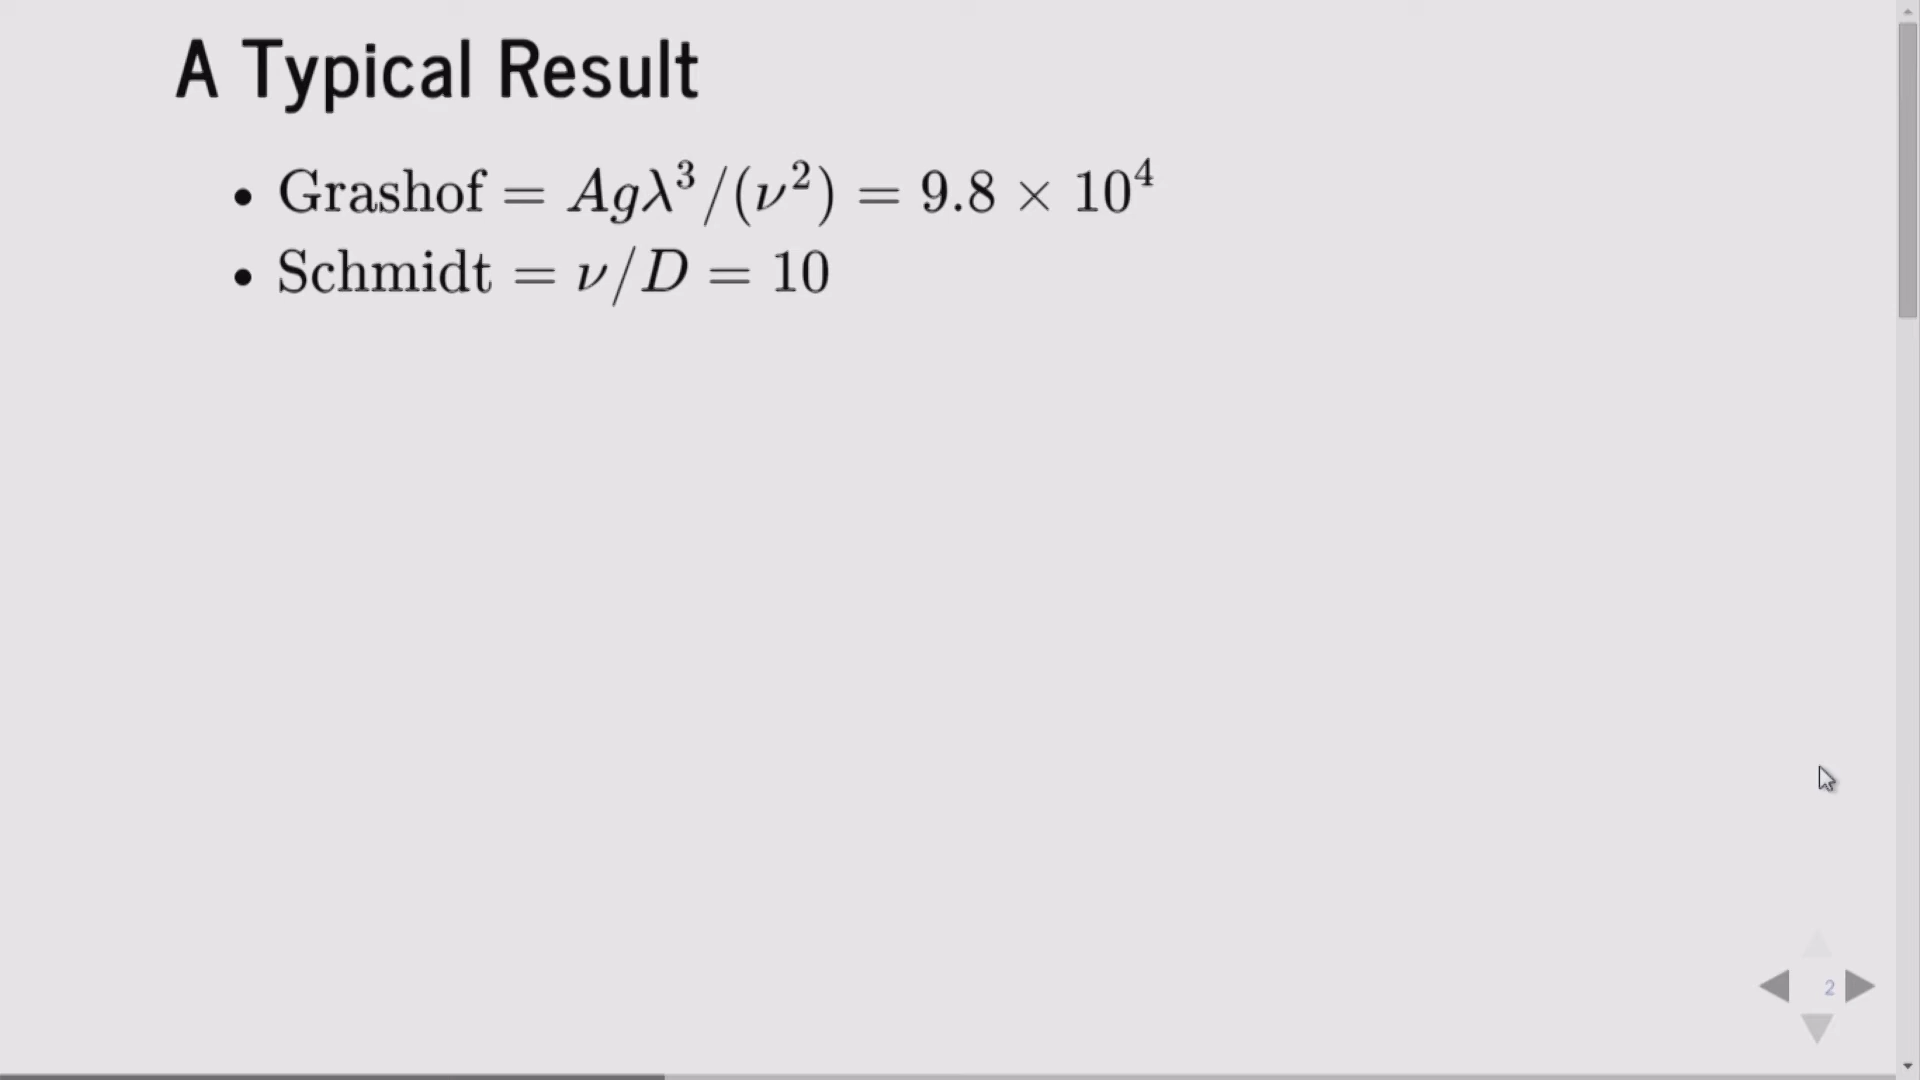 A Typical Result
• Grashof = Agλ³/(ν²) = 9.8 × 10⁴
• Schmidt = ν/D = 10
2